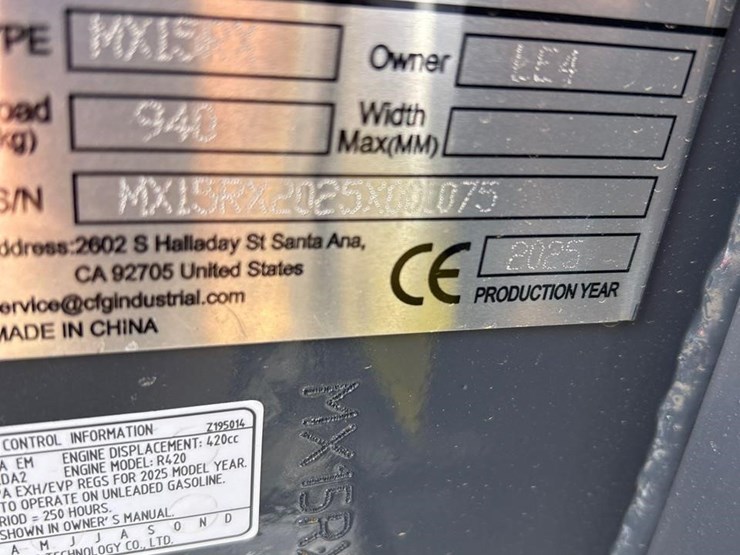 PE MX15RX Owner
oad 940 Width
kg) Max(MM)
S/N
ddress:2602 S Halladay St Santa Ana,
CA 92705 United States
ervice@cfgindustrial.com
MADE IN CHINA
CE 2025
PRODUCTION YEAR
CONTROL INFORMATION Z195014
A EM ENGINE DISPLACEMENT: 420cc
DA2 ENGINE MODEL: R420
A EXH/EVP REGS FOR 2025 MODEL YEAR.
TO OPERATE ON UNLEADED GASOLINE.
RIOD = 250 HOURS.
SHOWN IN OWNER'S MANUAL.
A M J J A S O N D
TECHNOLOGY CO., LTD.
MX15RX